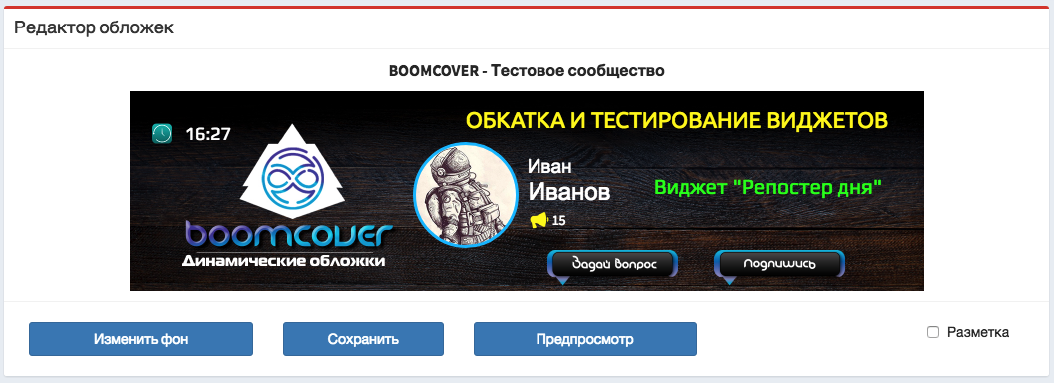 Редактор обложек
BOOMCOVER - Тестовое сообщество
16:27
ОБКАТКА И ТЕСТИРОВАНИЕ ВИДЖЕТОВ
Иван
Иванов
15
Виджет "Репостер дня"
boomcover
Динамические обложки
Задай вопрос
Подпишись
Изменить фон
Сохранить
Предпросмотр
Разметка